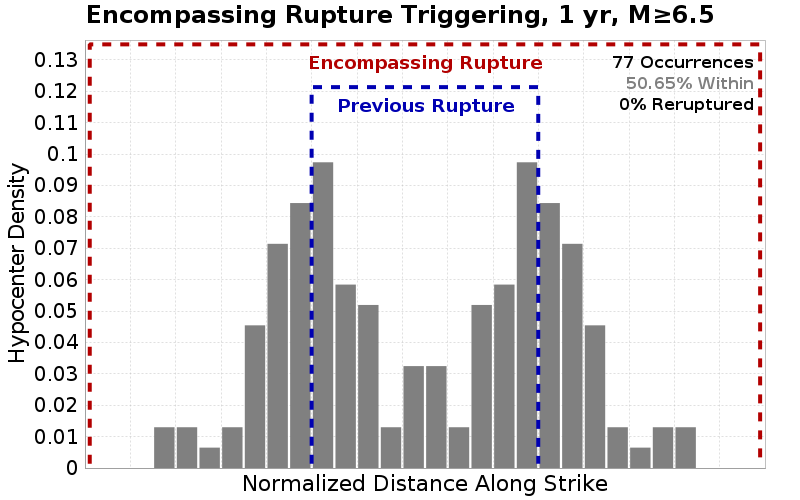 Encompassing Rupture Triggering, 1 yr, M≥6.5
Encompassing Rupture
77 Occurrences
50.65% Within
0% Reruptured
Previous Rupture
Hypocenter Density
0.13
0.12
0.11
0.1
0.09
0.08
0.07
0.06
0.05
0.04
0.03
0.02
0.01
0
Normalized Distance Along Strike